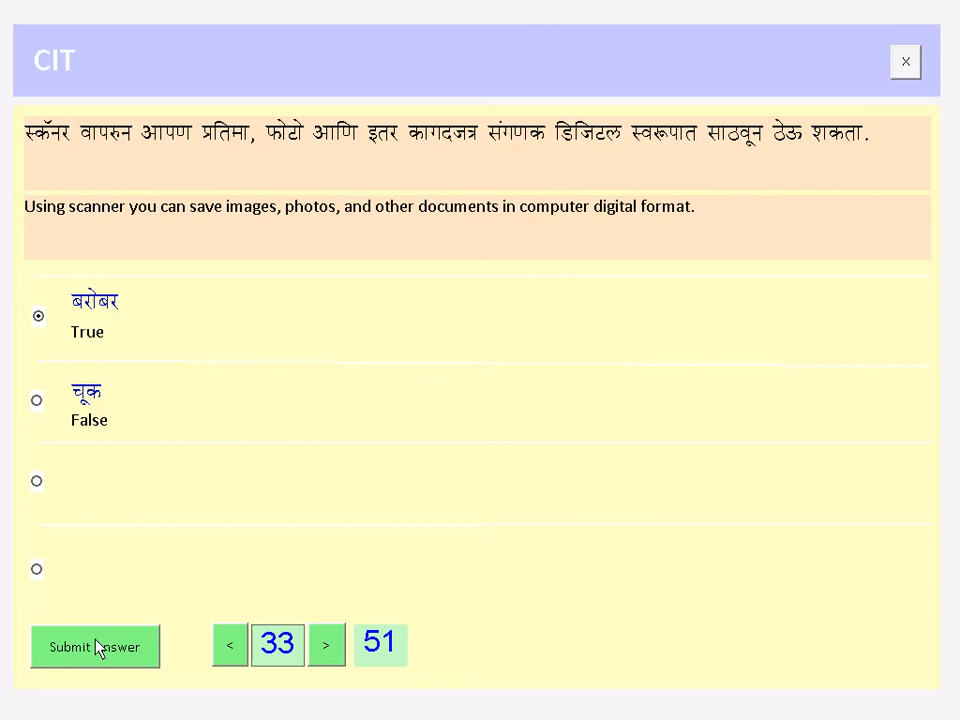 CIT
x
स्कॅनर वापरुन आपण प्रतिमा, फोटो आणि इतर कागदजत्र संगणक डिजिटल स्वरूपात साठवून ठेऊ शकता.
Using scanner you can save images, photos, and other documents in computer digital format.
बरोबर
True
चूक
False
Submit Answer < 33 > 51